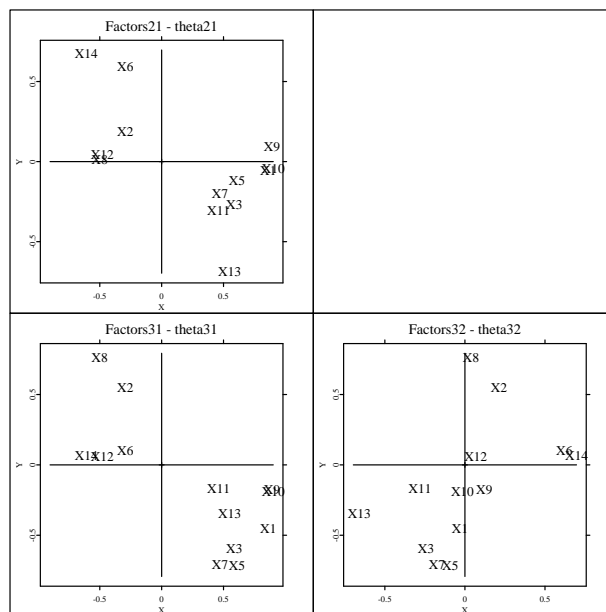 Factors21 - theta21
X14
X6
X2
X12
X8
X9
X10
X1
X5
X7
X3
X11
X13
0.5
0
-0.5
Y
-0.5 0 0.5
X
Factors31 - theta31
X8
X2
X6
X14
X12
X11
X9
X10
X13
X1
X3
X7
X5
0.5
0
-0.5
Y
-0.5 0 0.5
X
Factors32 - theta32
X8
X2
X6
X14
X12
X11
X10
X9
X13
X1
X3
X7
X5
0.5
0
-0.5
Y
-0.5 0 0.5
X